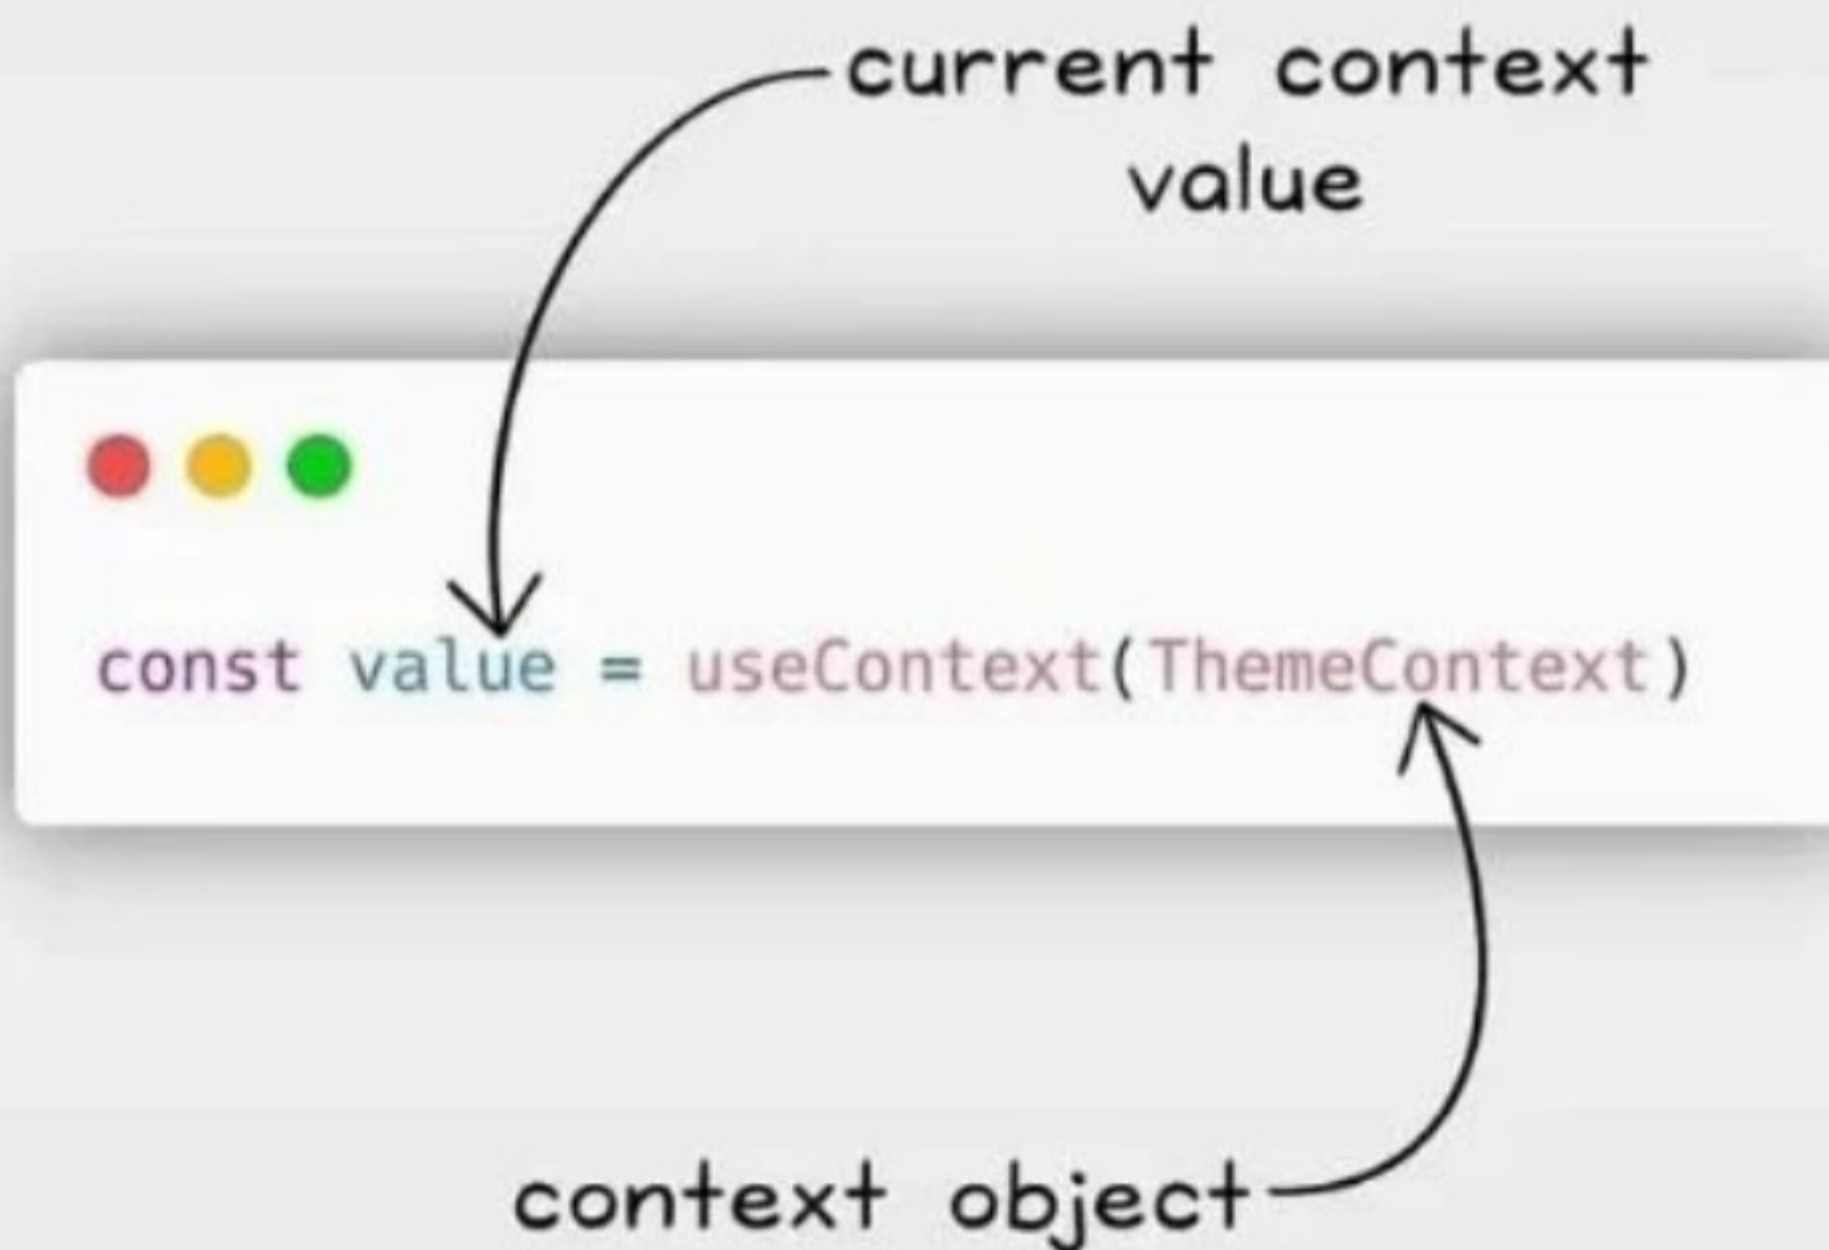 current context
value
const value = useContext(ThemeContext)
context object